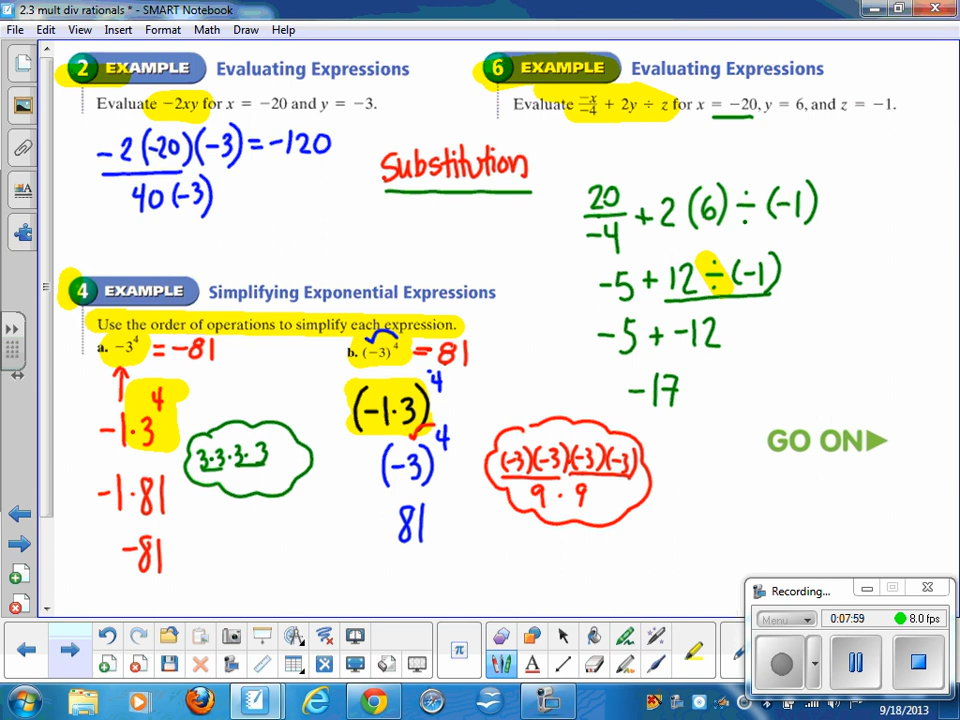 2.3 mult div rationals * - SMART Notebook
File Edit View Insert Format Math Draw Help
2 EXAMPLE Evaluating Expressions
Evaluate −2xy for x = −20 and y = −3.
-2(-20)(-3)=-120
40(-3)
Substitution
6 EXAMPLE Evaluating Expressions
Evaluate −x/−4 + 2y ÷ z for x = −20, y = 6, and z = −1.
20/-4 + 2(6) ÷ (-1)
-5 + 12 ÷ (-1)
-5 + -12
-17
4 EXAMPLE Simplifying Exponential Expressions
Use the order of operations to simplify each expression.
a. −3⁴ = -81
-1·3⁴
3·3·3·3
-1·81
-81
b. (−3)⁴ = 81
(-1·3)⁴
(-3)⁴
81
(-3)(-3)(-3)(-3)
9 · 9
GO ON
Recording...
Menu 0:07:59 8.0 fps
π
A
9/18/2013